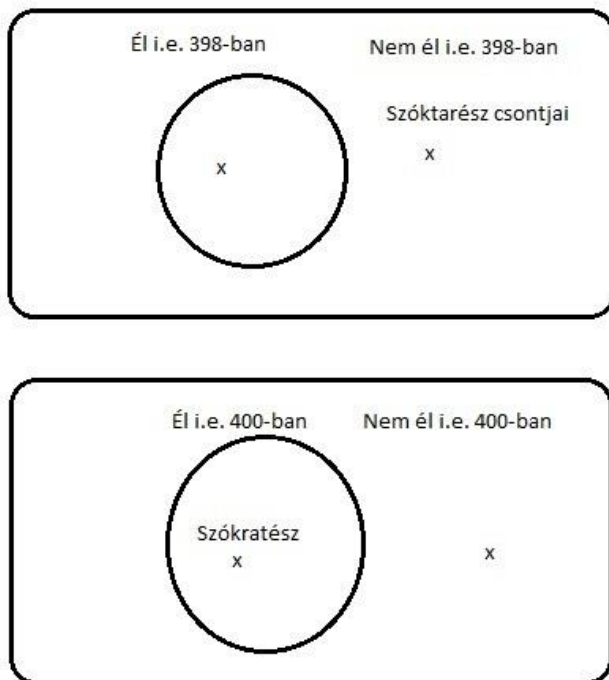 Él i.e. 398-ban
Nem él i.e. 398-ban
Szóktarész csontjai
x
x
Él i.e. 400-ban
Nem él i.e. 400-ban
Szókratész
x
x